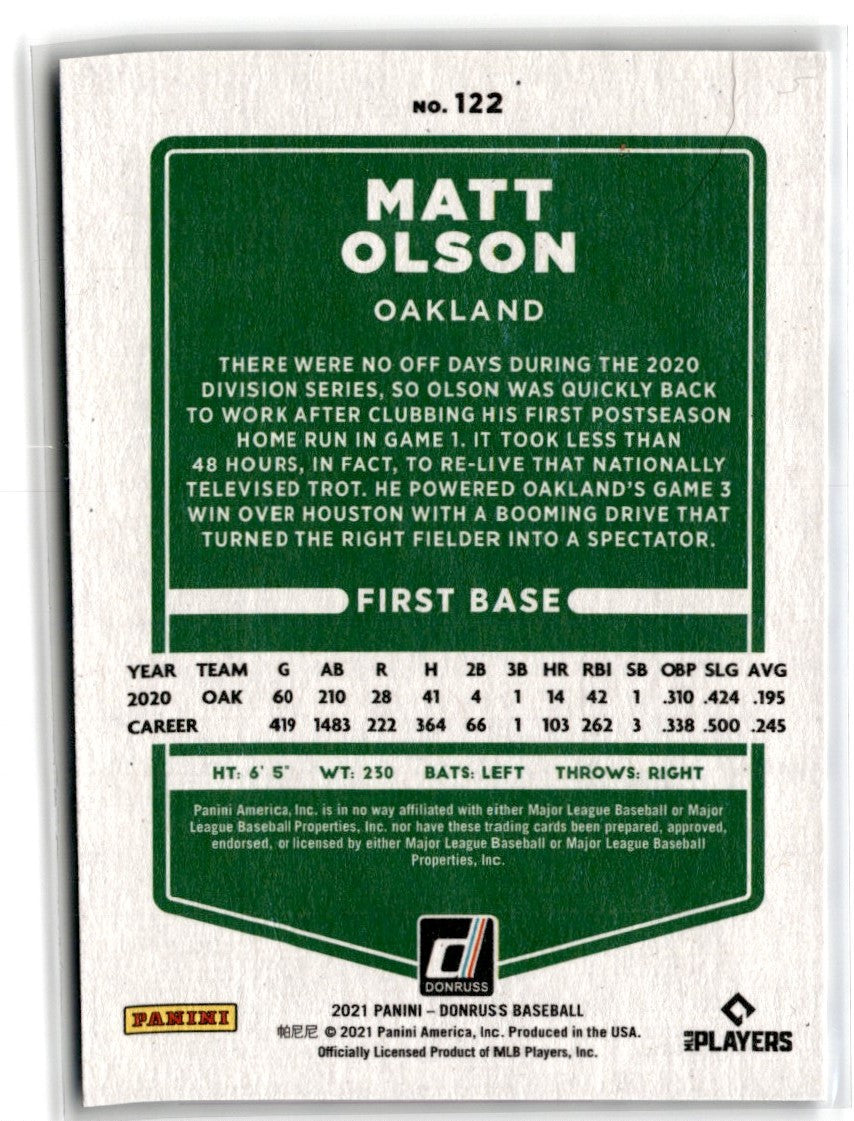 NO. 122
MATT
OLSON
OAKLAND
THERE WERE NO OFF DAYS DURING THE 2020
DIVISION SERIES, SO OLSON WAS QUICKLY BACK
TO WORK AFTER CLUBBING HIS FIRST POSTSEASON
HOME RUN IN GAME 1. IT TOOK LESS THAN
48 HOURS, IN FACT, TO RE-LIVE THAT NATIONALLY
TELEVISED TROT. HE POWERED OAKLAND'S GAME 3
WIN OVER HOUSTON WITH A BOOMING DRIVE THAT
TURNED THE RIGHT FIELDER INTO A SPECTATOR.
FIRST BASE
YEAR TEAM G AB R H 2B 3B HR RBI SB OBP SLG AVG
2020 OAK 60 210 28 41 4 1 14 42 1 .310 .424 .195
CAREER 419 1483 222 364 66 1 103 262 3 .338 .500 .245
HT: 6' 5" WT: 230 BATS: LEFT THROWS: RIGHT
Panini America, Inc. is in no way affiliated with either Major League Baseball or Major
League Baseball Properties, Inc. nor have these trading cards been prepared, approved,
endorsed, or licensed by either Major League Baseball or Major League Baseball
Properties, Inc.
d
DONRUSS
PANINI
2021 PANINI – DONRUSS BASEBALL
帕尼尼 © 2021 Panini America, Inc. Produced in the USA.
Officially Licensed Product of MLB Players, Inc.
MLB PLAYERS